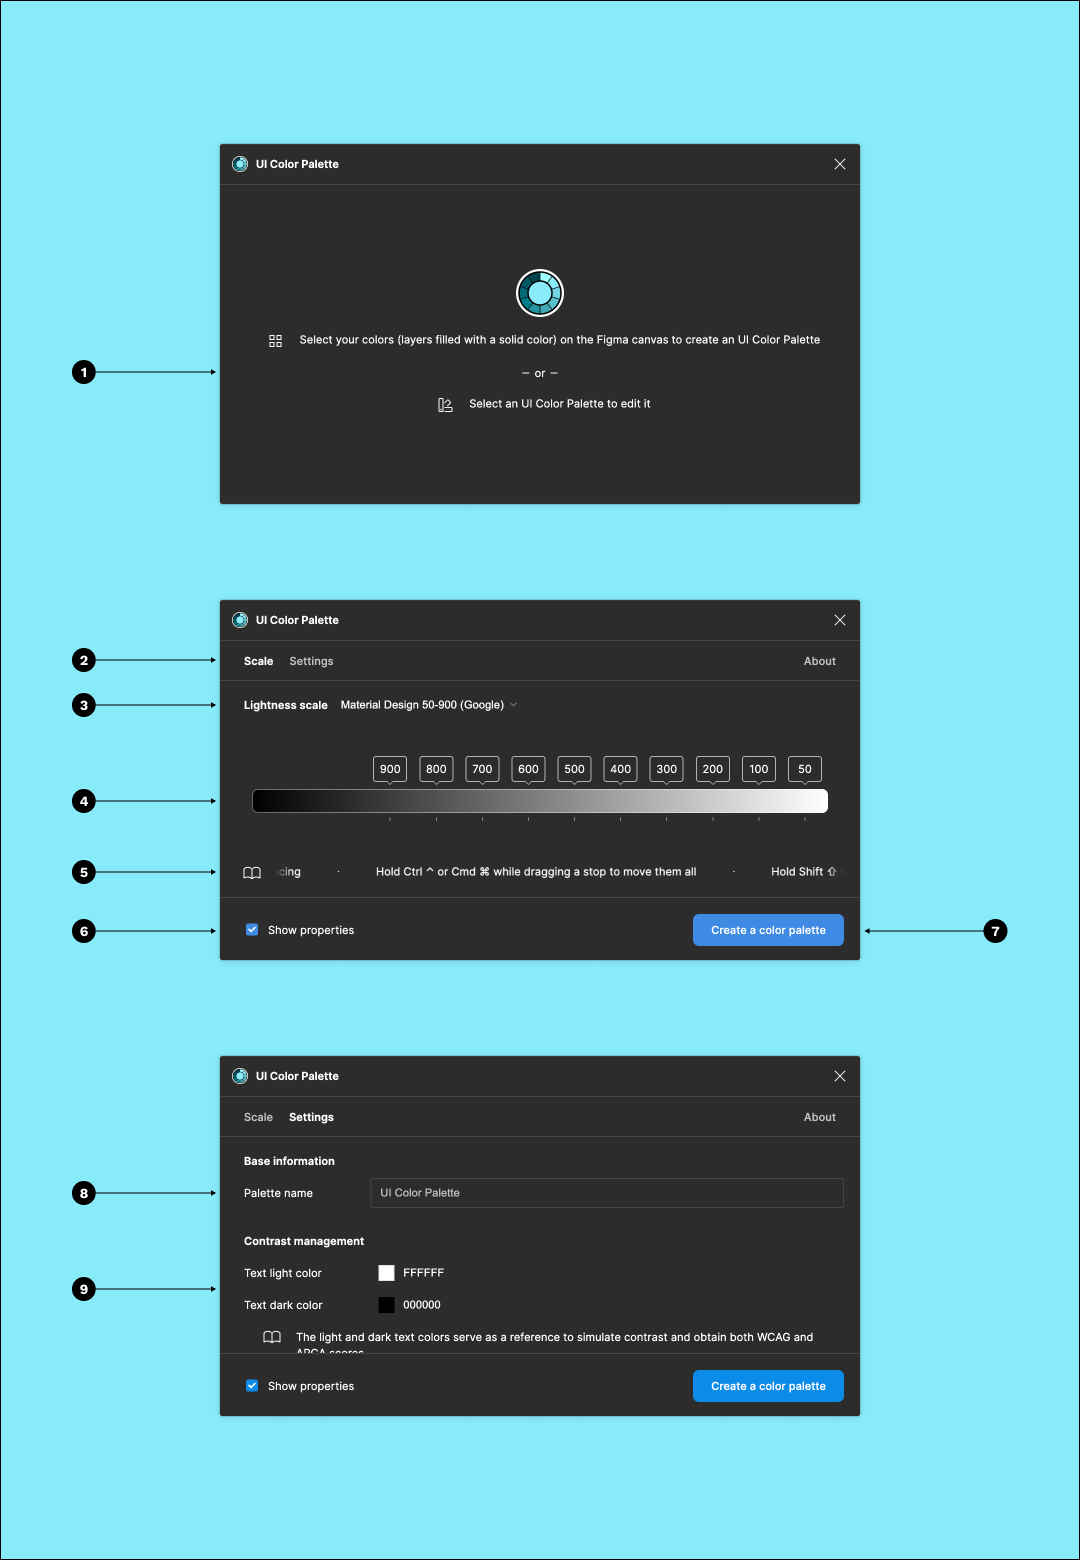 UI Color Palette
Select your colors (layers filled with a solid color) on the Figma canvas to create an UI Color Palette
1
– or –
Select an UI Color Palette to edit it
UI Color Palette
2
Scale Settings About
3
Lightness scale Material Design 50-900 (Google)
900 800 700 600 500 400 300 200 100 50
4
5
cing · Hold Ctrl ⌃ or Cmd ⌘ while dragging a stop to move them all · Hold Shift ⇧
6
Show properties Create a color palette
7
UI Color Palette
Scale Settings About
Base information
8
Palette name UI Color Palette
Contrast management
Text light color FFFFFF
9
Text dark color 000000
The light and dark text colors serve as a reference to simulate contrast and obtain both WCAG and
APCA scores
Show properties Create a color palette